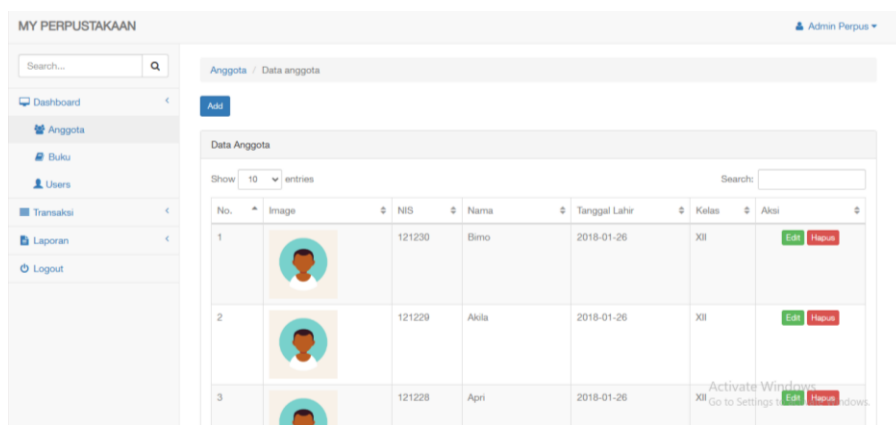 MY PERPUSTAKAAN
Admin Perpus
Search...
Anggota / Data anggota
Dashboard
Add
Anggota
Data Anggota
Buku
Show 10 entries
Search:
Users
No. Image NIS Nama Tanggal Lahir Kelas Aksi
Transaksi
Laporan
1 121230 Bimo 2018-01-26 XII Edit Hapus
Logout
2 121229 Akila 2018-01-26 XII Edit Hapus
Activate Windows
3 121228 Apri 2018-01-26 XII Edit Hapus
Go to Settings